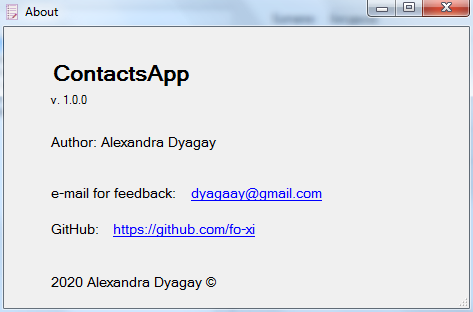 About
ContactsApp
v. 1.0.0
Author: Alexandra Dyagay
e-mail for feedback: dyagaay@gmail.com
GitHub: https://github.com/fo-xi
2020 Alexandra Dyagay ©